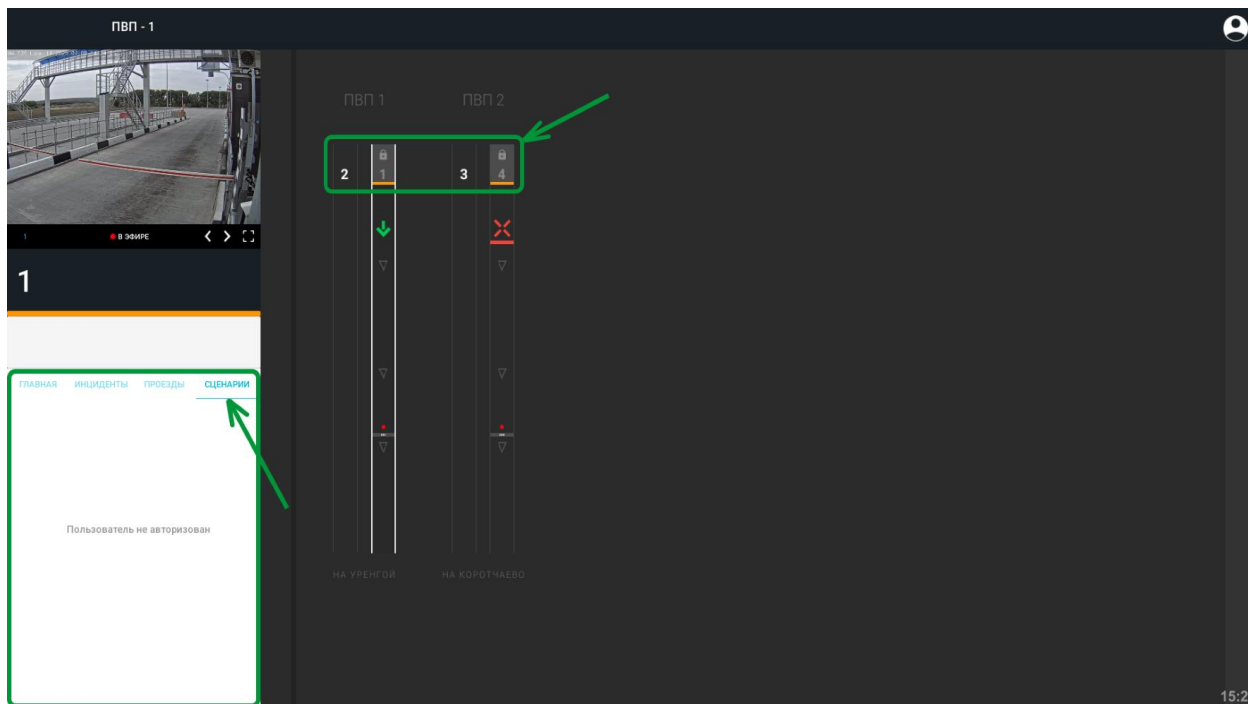 ПВП - 1
1
В ЭФИРЕ
1
ГЛАВНАЯ ИНЦИДЕНТЫ ПРОЕЗДЫ СЦЕНАРИИ
Пользователь не авторизован
ПВП 1 ПВП 2
2 1 3 4
НА УРЕНГОЙ НА КОРОТЧАЕВО
15:2